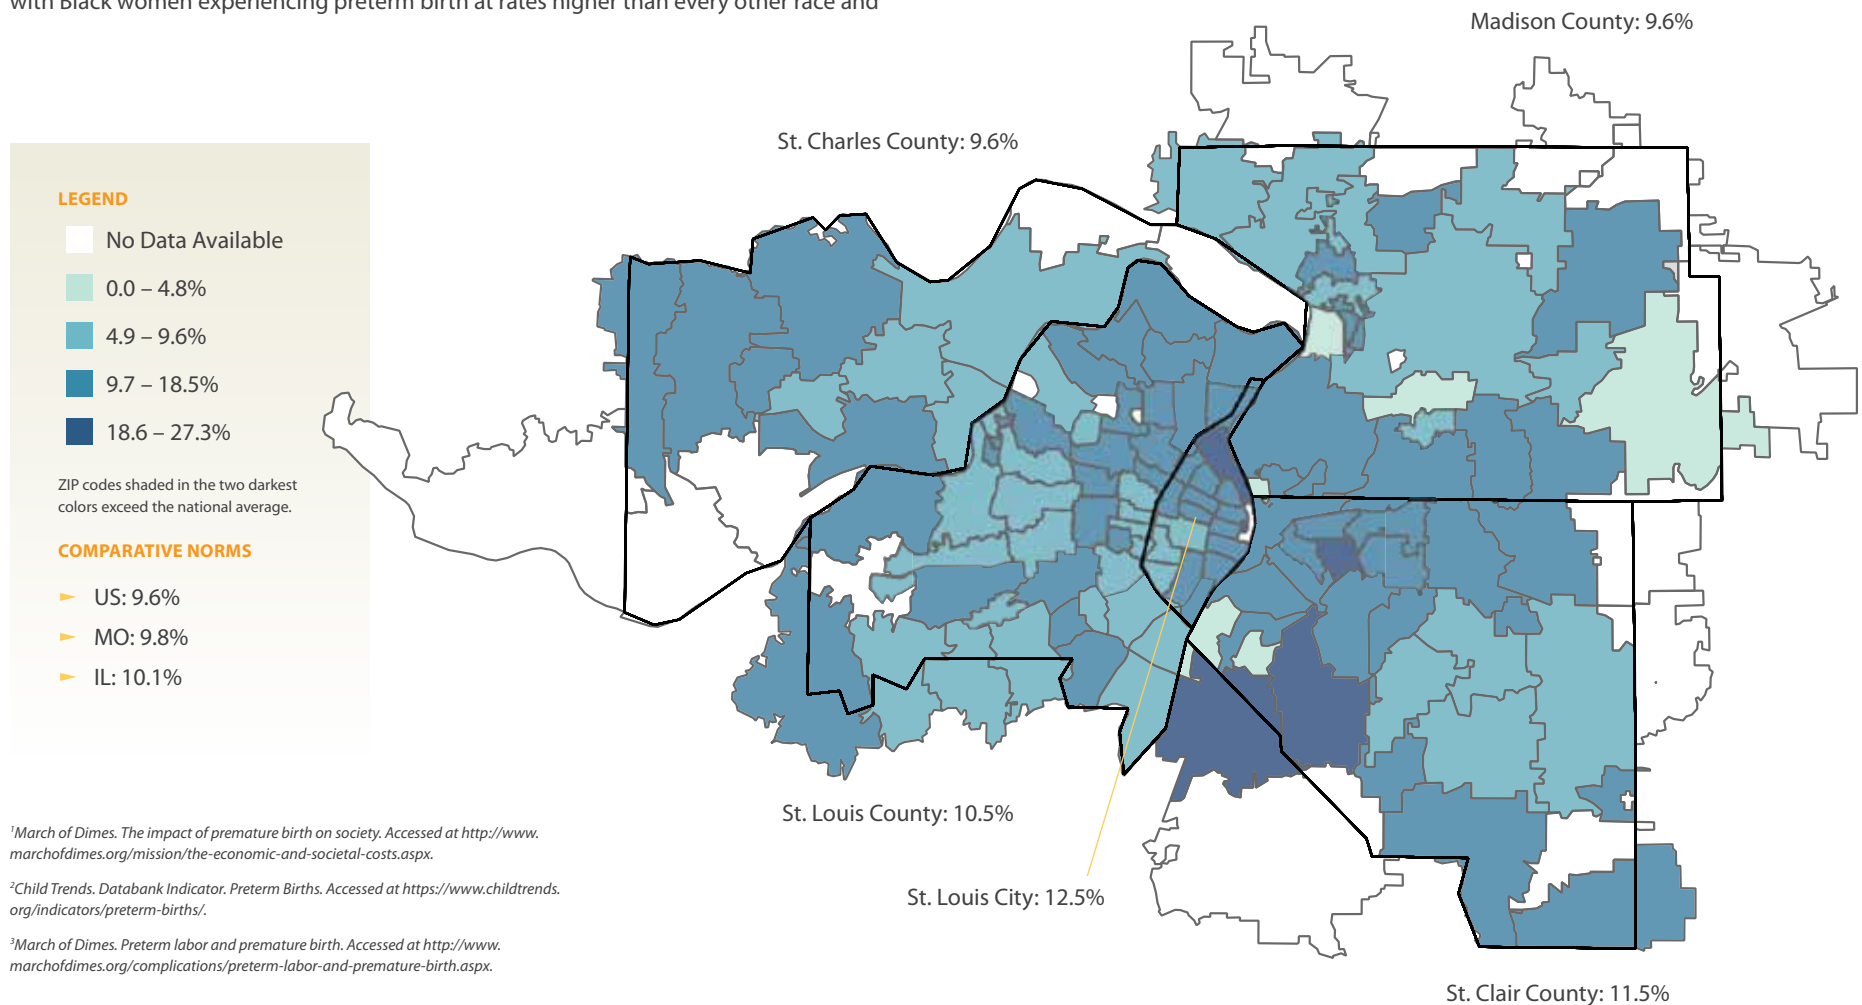 with Black women experiencing preterm birth at rates higher than every other race and
Madison County: 9.6%
St. Charles County: 9.6%
LEGEND
No Data Available
0.0 – 4.8%
4.9 – 9.6%
9.7 – 18.5%
18.6 – 27.3%
ZIP codes shaded in the two darkest
colors exceed the national average.
COMPARATIVE NORMS
► US: 9.6%
► MO: 9.8%
► IL: 10.1%
St. Louis County: 10.5%
St. Louis City: 12.5%
St. Clair County: 11.5%
¹March of Dimes. The impact of premature birth on society. Accessed at http://www.
marchofdimes.org/mission/the-economic-and-societal-costs.aspx.
²Child Trends. Databank Indicator. Preterm Births. Accessed at https://www.childtrends.
org/indicators/preterm-births/.
³March of Dimes. Preterm labor and premature birth. Accessed at http://www.
marchofdimes.org/complications/preterm-labor-and-premature-birth.aspx.